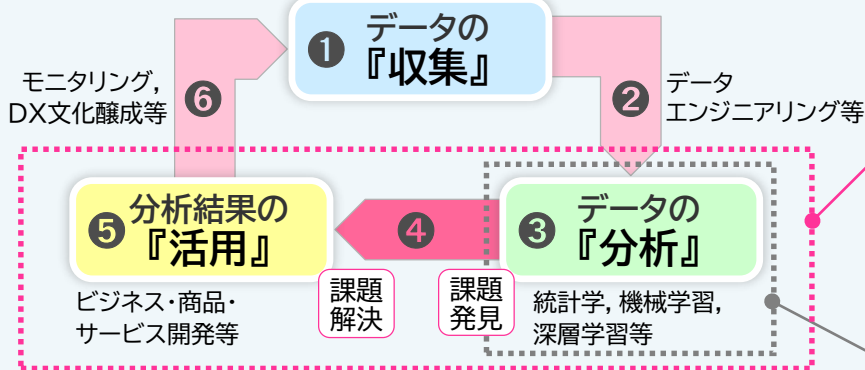 ❶ データの
『収集』
モニタリング,
DX文化醸成等
❻
❷
データ
エンジニアリング等
❺ 分析結果の
『活用』
❹
❸ データの
『分析』
ビジネス・商品・
サービス開発等
課題
解決
課題
発見
統計学, 機械学習,
深層学習等